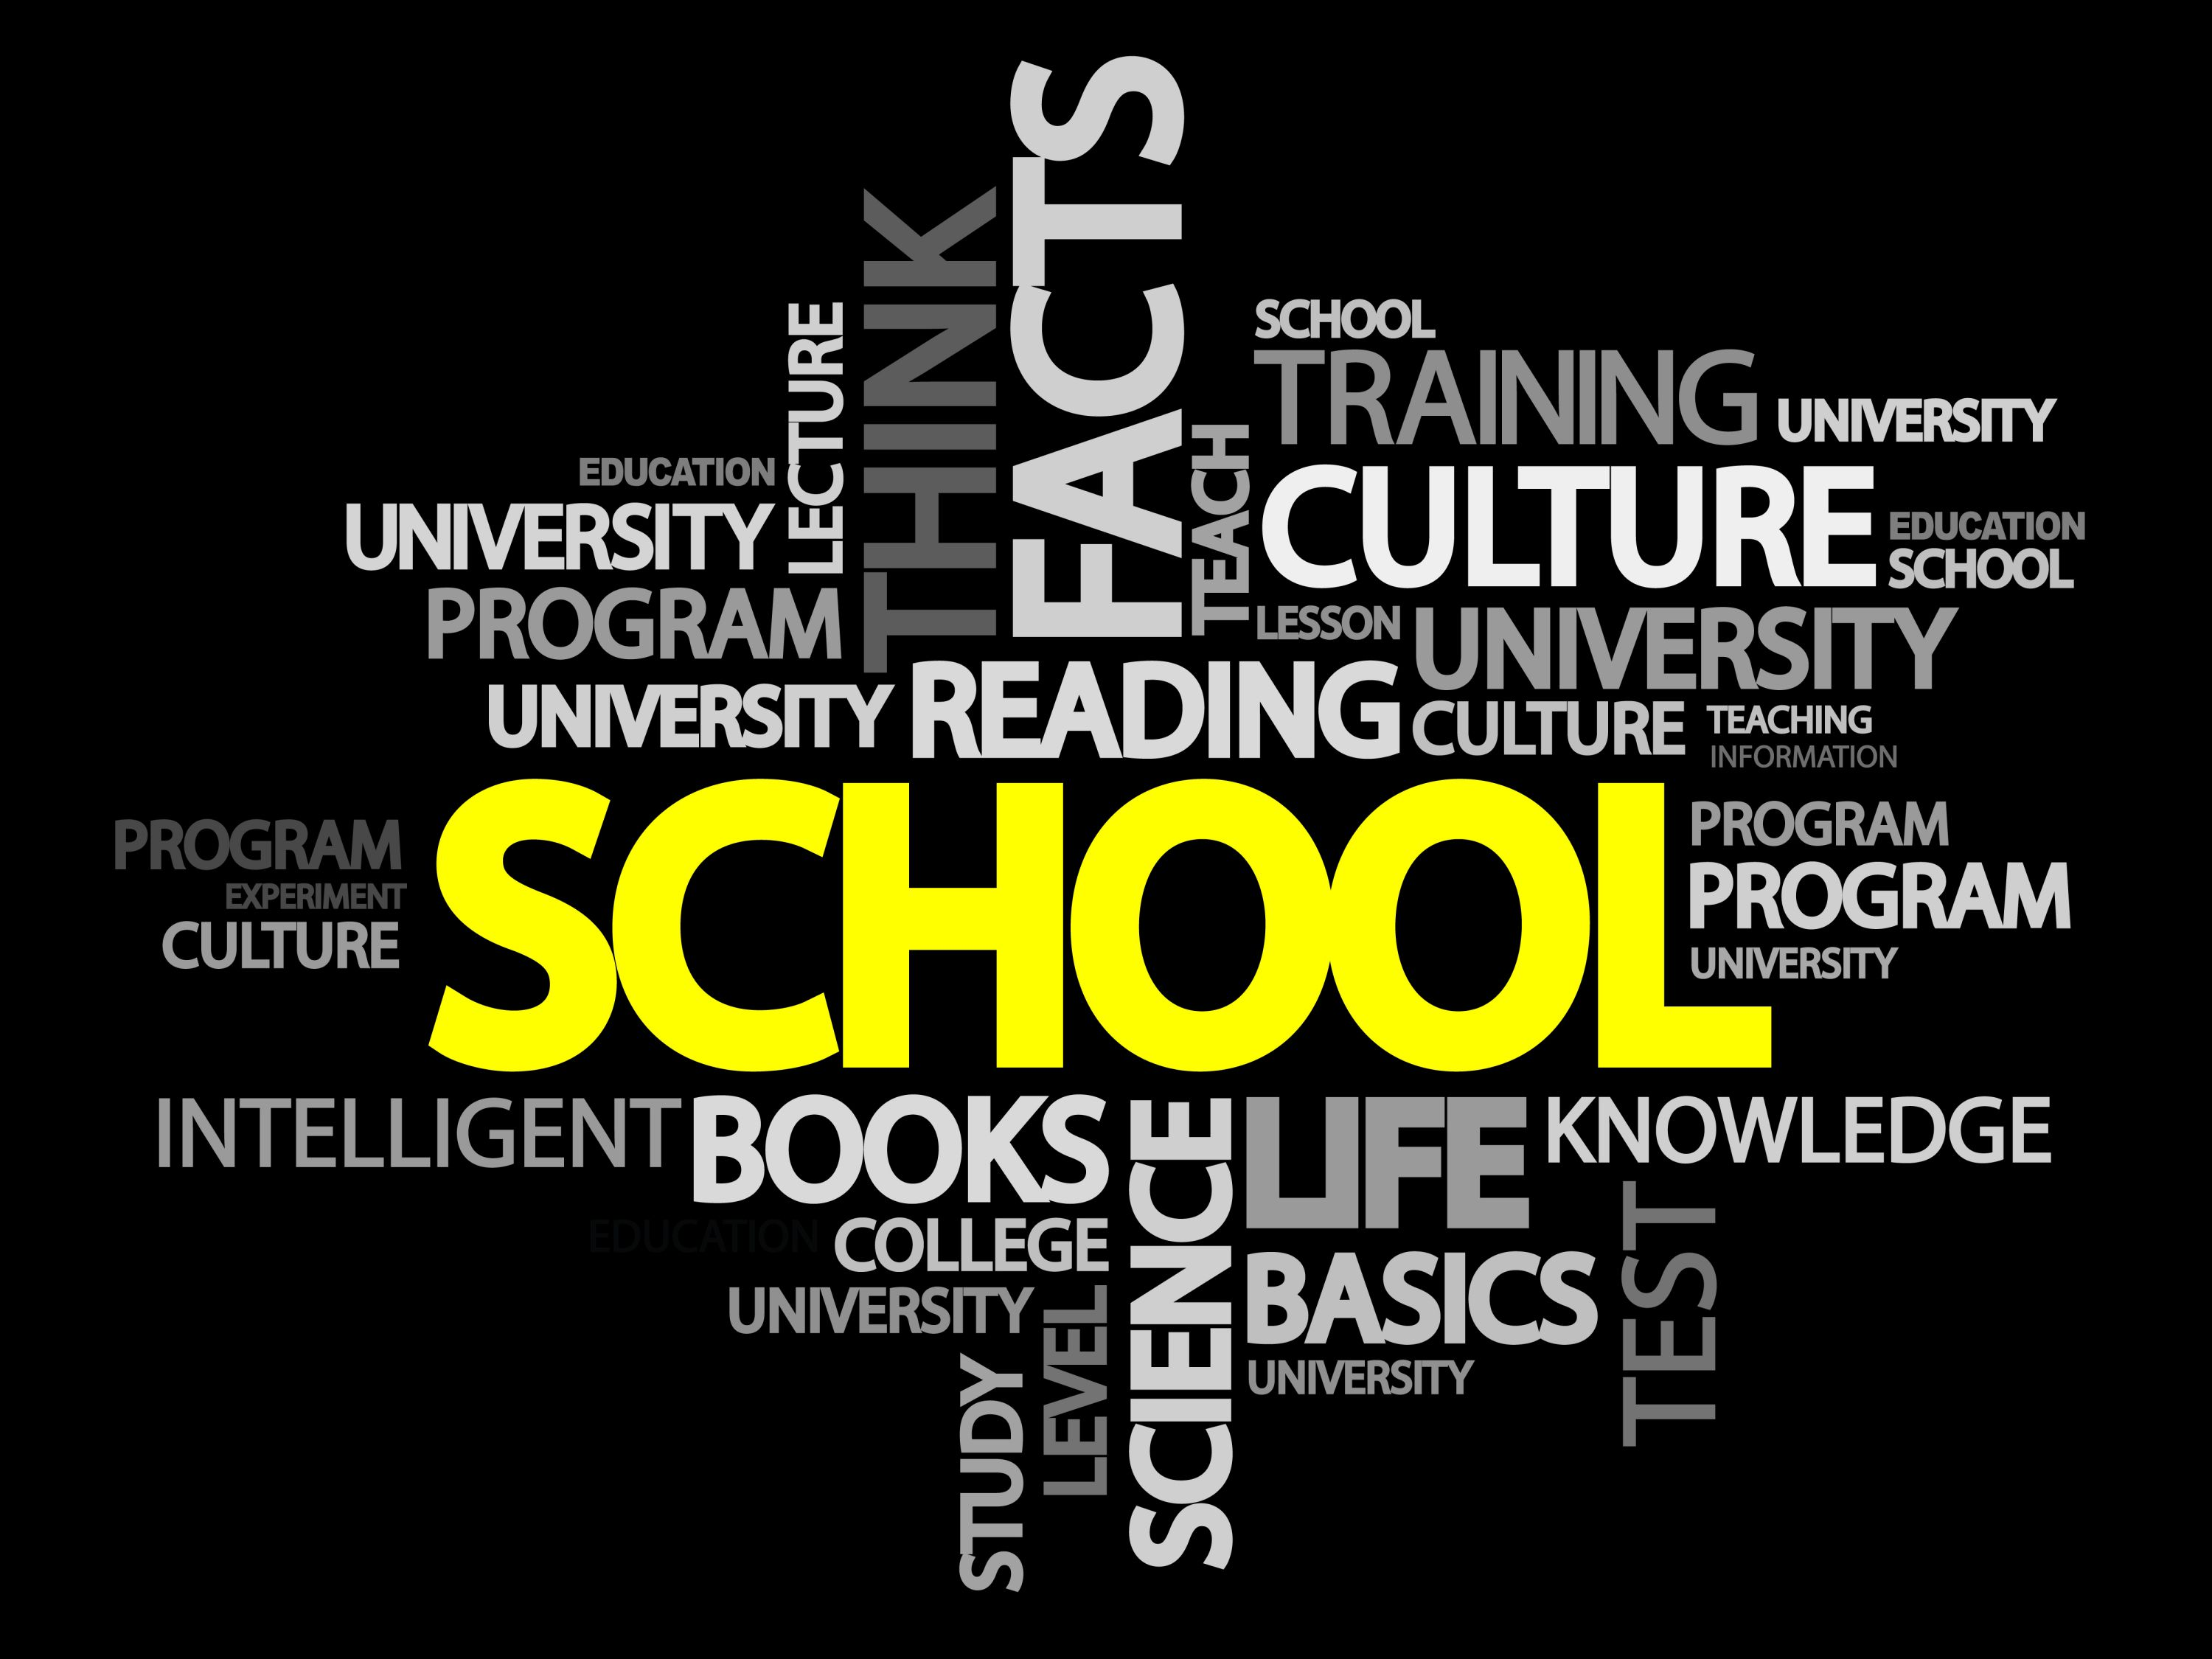 FACTS
THINK
LECTURE
SCHOOL
TRAINING
UNIVERSITY
TEACH
EDUCATION
CULTURE
UNIVERSITY
EDUCATION
SCHOOL
PROGRAM
LESSON
UNIVERSITY
UNIVERSITY
READING
CULTURE
TEACHING
INFORMATION
SCHOOL
PROGRAM
EXPERIMENT
CULTURE
PROGRAM
PROGRAM
UNIVERSITY
INTELLIGENT
BOOKS
SCIENCE
LIFE
KNOWLEDGE
EDUCATION
COLLEGE
TEST
UNIVERSITY
LEVEL
BASICS
STUDY
UNIVERSITY